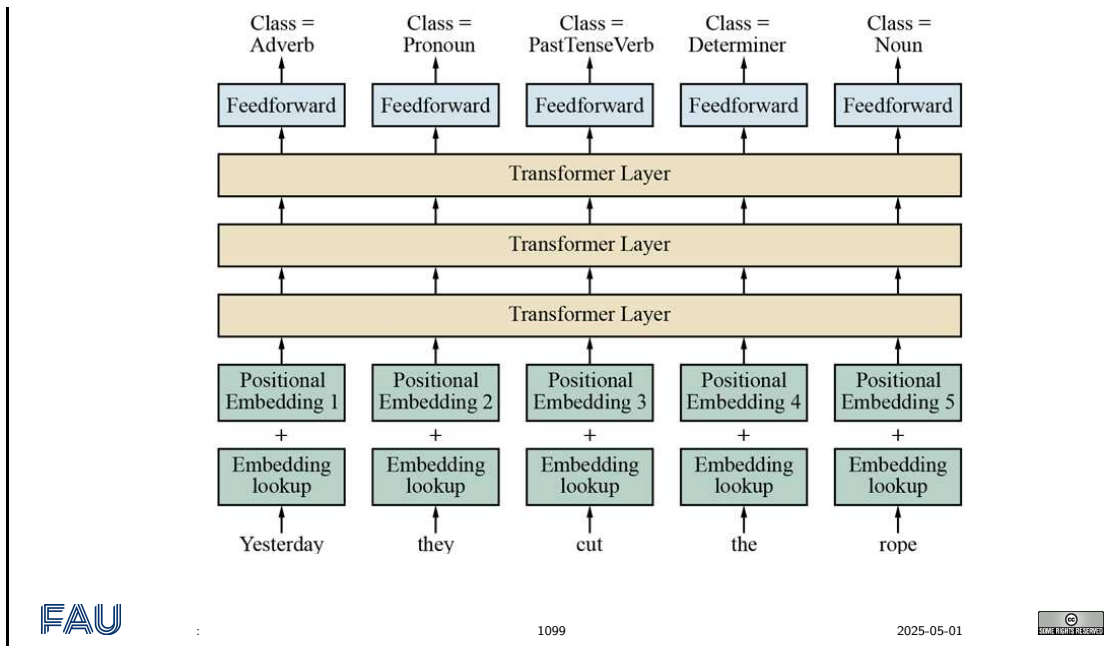 Class = Adverb
Class = Pronoun
Class = PastTenseVerb
Class = Determiner
Class = Noun
Feedforward Feedforward Feedforward Feedforward Feedforward
Transformer Layer
Transformer Layer
Transformer Layer
Positional Embedding 1
Positional Embedding 2
Positional Embedding 3
Positional Embedding 4
Positional Embedding 5
+ + + + +
Embedding lookup
Embedding lookup
Embedding lookup
Embedding lookup
Embedding lookup
Yesterday they cut the rope
FAU : 1099 2025-05-01 cc
SOME RIGHTS RESERVED